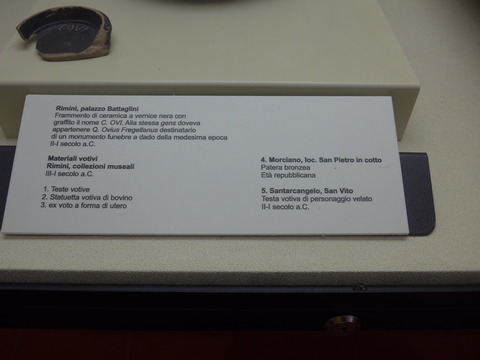 Rimini, palazzo Battaglini
Frammento di ceramica a vernice nera con
graffito il nome C. OVI. Alla stessa gens doveva
appartenere Q. Ovius Fregellanus destinatario
di un monumento funebre a dado della medesima epoca
II-I secolo a.C.
Materiali votivi
Rimini, collezioni museali
III-I secolo a.C.
1. Teste votive
2. Statuetta votiva di bovino
3. ex voto a forma di utero
4. Morciano, loc. San Pietro in cotto
Patera bronzea
Età repubblicana
5. Santarcangelo, San Vito
Testa votiva di personaggio velato
II-I secolo a.C.